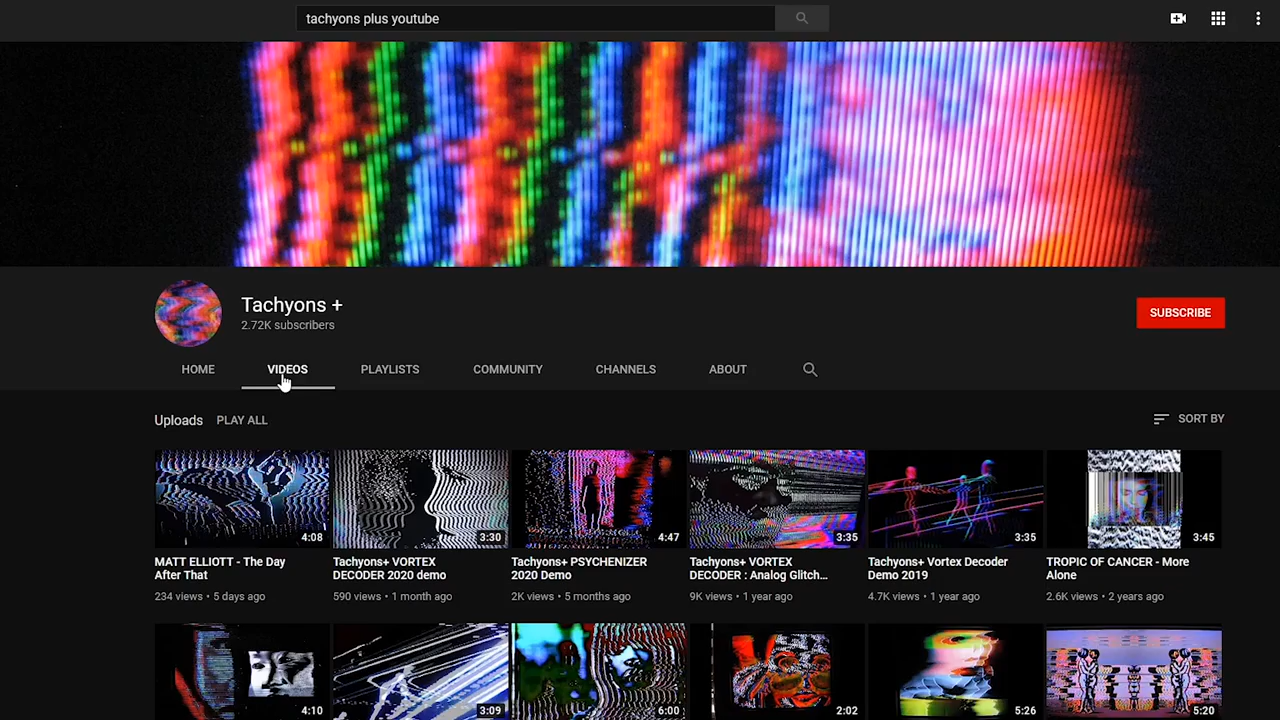 tachyons plus youtube
Tachyons +
2.72K subscribers
SUBSCRIBE
HOME
VIDEOS
PLAYLISTS
COMMUNITY
CHANNELS
ABOUT
Uploads
PLAY ALL
SORT BY
4:08
3:30
4:47
3:35
3:35
3:45
MATT ELLIOTT - The Day
After That
234 views • 5 days ago
Tachyons+ VORTEX
DECODER 2020 demo
590 views • 1 month ago
Tachyons+ PSYCHENIZER
2020 Demo
2K views • 5 months ago
Tachyons+ VORTEX
DECODER : Analog Glitch...
9K views • 1 year ago
Tachyons+ Vortex Decoder
Demo 2019
4.7K views • 1 year ago
TROPIC OF CANCER - More
Alone
2.6K views • 2 years ago
4:10
3:09
6:00
2:02
5:26
5:20